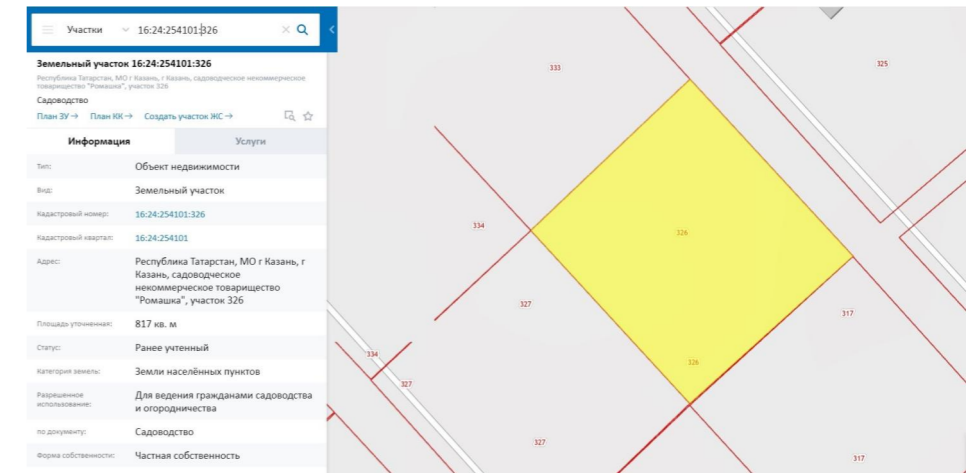 Участки 16:24:254101:326
Земельный участок 16:24:254101:326
Республика Татарстан, МО г Казань, г Казань, садоводческое некоммерческое
товарищество "Ромашка", участок 326
Садоводство
План ЗУ → План КК → Создать участок ЖС →
Информация Услуги
Тип: Объект недвижимости
Вид: Земельный участок
Кадастровый номер: 16:24:254101:326
Кадастровый квартал: 16:24:254101
Адрес: Республика Татарстан, МО г Казань, г
Казань, садоводческое
некоммерческое товарищество
"Ромашка", участок 326
Площадь уточненная: 817 кв. м
Статус: Ранее учтенный
Категория земель: Земли населённых пунктов
Разрешенное
использование:
Для ведения гражданами садоводства
и огородничества
по документу: Садоводство
Форма собственности: Частная собственность
333
325
334
326
327
317
334
326
327
327
317